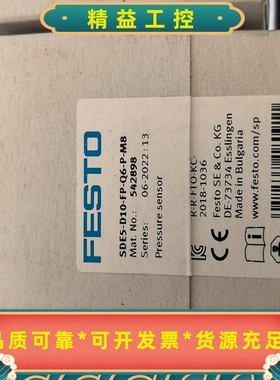 精益工控
FESTO
SDE5-D10-FP-Q6-P-M8
Mat. No.: 542898
Series: 06-2022: 13
Pressure sensor
R-R-FTO-KC-
2018-1036
Festo SE & Co. KG
DE-73734 Esslingen
Made in Bulgaria
www.festo.com/sp
品质可靠*可发票*货源充足